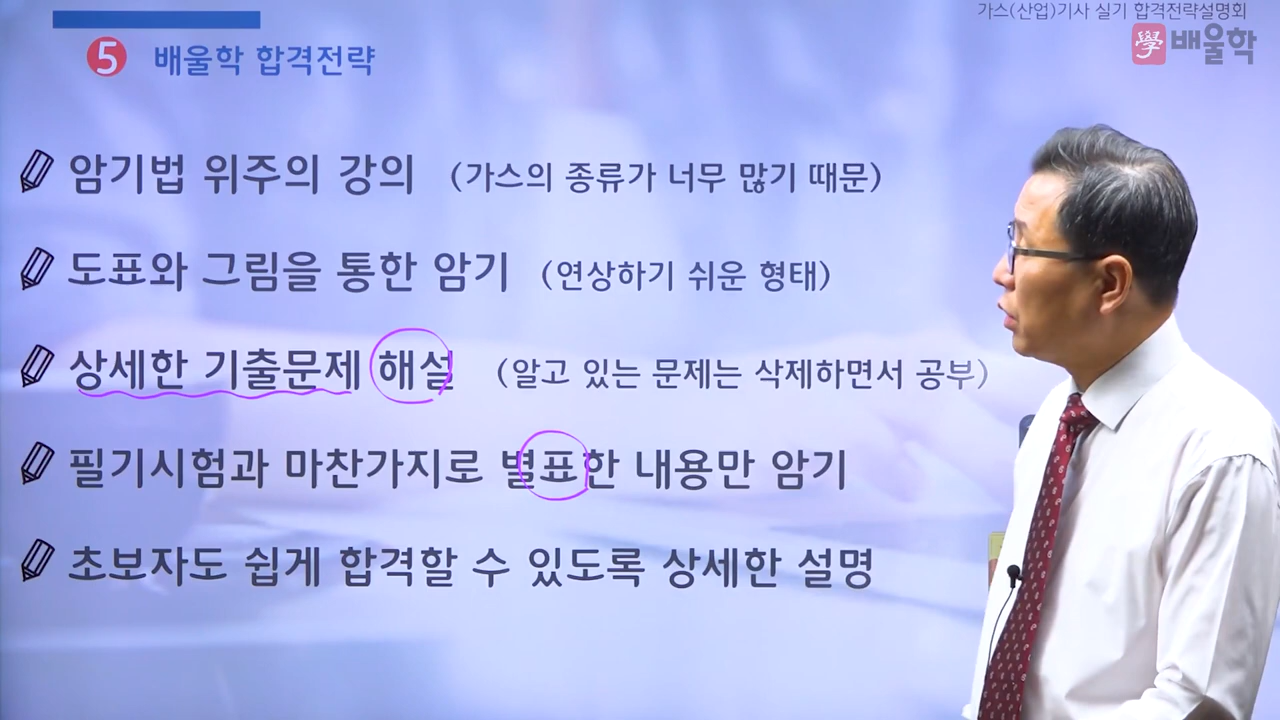 가스(산업)기사 실기 합격전략설명회
學 배울학
5 배울학 합격전략
암기법 위주의 강의 (가스의 종류가 너무 많기 때문)
도표와 그림을 통한 암기 (연상하기 쉬운 형태)
상세한 기출문제 해설 (알고 있는 문제는 삭제하면서 공부)
필기시험과 마찬가지로 별표한 내용만 암기
초보자도 쉽게 합격할 수 있도록 상세한 설명